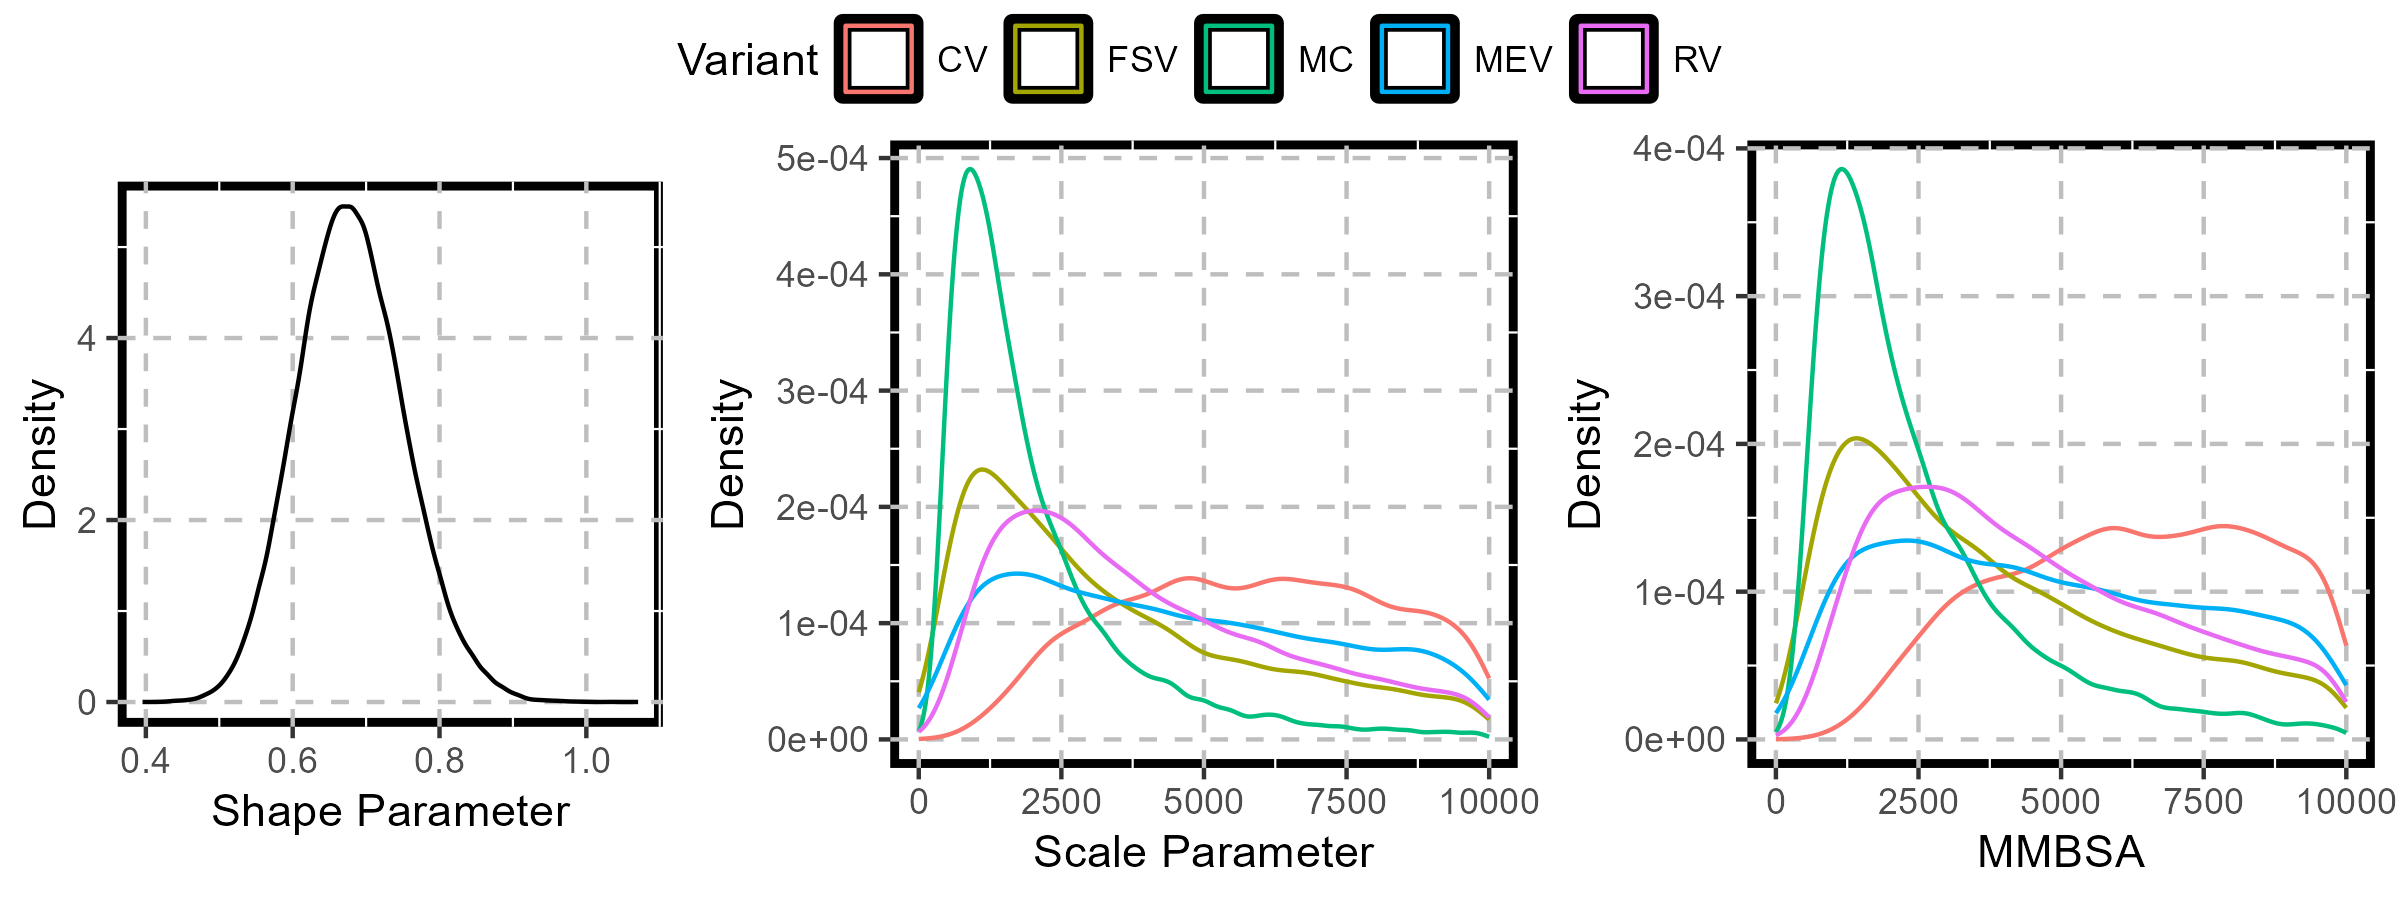 Variant CV FSV MC MEV RV
Density
4
2
0
0.4 0.6 0.8 1.0
Shape Parameter
Density
5e-04
4e-04
3e-04
2e-04
1e-04
0e+00
0 2500 5000 7500 10000
Scale Parameter
Density
4e-04
3e-04
2e-04
1e-04
0e+00
0 2500 5000 7500 10000
MMBSA